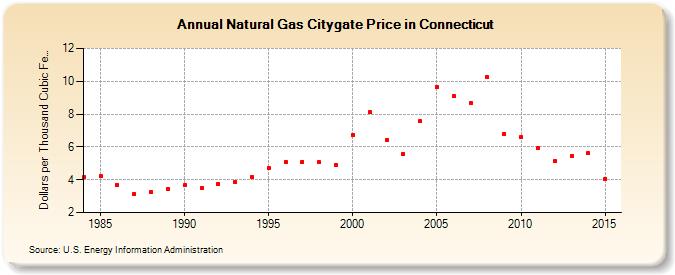 Annual Natural Gas Citygate Price in Connecticut
Dollars per Thousand Cubic Fe...
12
10
8
6
4
2
1985 1990 1995 2000 2005 2010 2015
Source: U.S. Energy Information Administration